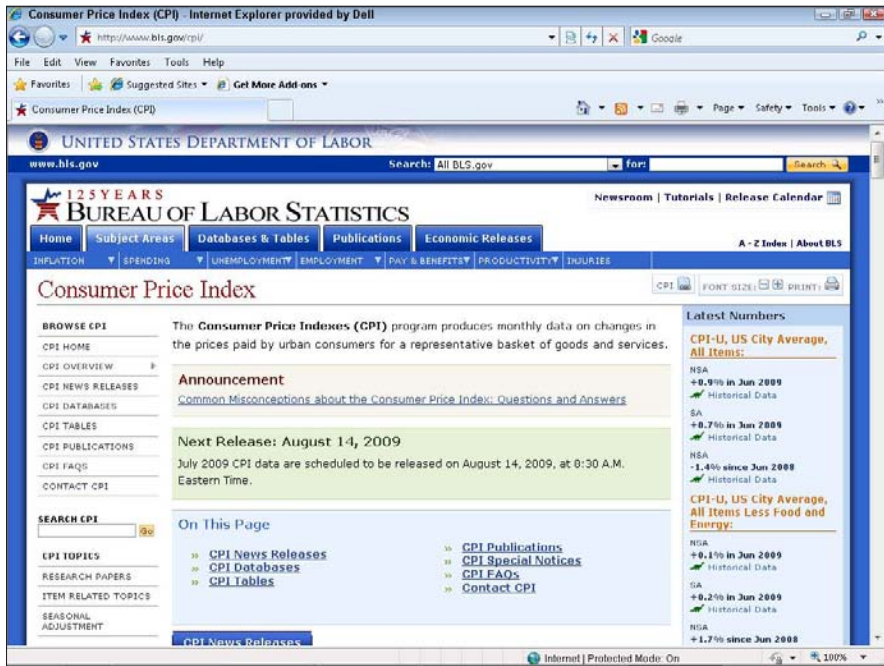 Consumer Price Index (CPI) - Internet Explorer provided by Dell
http://www.bls.gov/cpi/
Google
File Edit View Favorites Tools Help
Favorites Suggested Sites Get More Add-ons
Consumer Price Index (CPI)
Page Safety Tools
UNITED STATES DEPARTMENT OF LABOR
www.bls.gov Search: All BLS.gov for: Search
125 YEARS
BUREAU OF LABOR STATISTICS
Newsroom | Tutorials | Release Calendar
Home Subject Areas Databases & Tables Publications Economic Releases
A - Z Index | About BLS
INFLATION SPENDING UNEMPLOYMENT EMPLOYMENT PAY & BENEFITS PRODUCTIVITY INJURIES
Consumer Price Index
CPI FONT SIZE: PRINT:
BROWSE CPI
CPI HOME
CPI OVERVIEW
CPI NEWS RELEASES
CPI DATABASES
CPI TABLES
CPI PUBLICATIONS
CPI FAQS
CONTACT CPI
SEARCH CPI
Go
CPI TOPICS
RESEARCH PAPERS
ITEM RELATED TOPICS
SEASONAL
ADJUSTMENT
The Consumer Price Indexes (CPI) program produces monthly data on changes in
the prices paid by urban consumers for a representative basket of goods and services.
Announcement
Common Misconceptions about the Consumer Price Index: Questions and Answers
Next Release: August 14, 2009
July 2009 CPI data are scheduled to be released on August 14, 2009, at 8:30 A.M.
Eastern Time.
On This Page
CPI News Releases
CPI Databases
CPI Tables
CPI Publications
CPI Special Notices
CPI FAQs
Contact CPI
CPI News Releases
Latest Numbers
CPI-U, US City Average,
All Items:
NSA
+0.9% in Jun 2009
Historical Data
SA
+0.7% in Jun 2009
Historical Data
NSA
-1.4% since Jun 2008
Historical Data
CPI-U, US City Average,
All Items Less Food and
Energy:
NSA
+0.1% in Jun 2009
Historical Data
SA
+0.2% in Jun 2009
Historical Data
NSA
+1.7% since Jun 2008
Internet | Protected Mode: On 100%